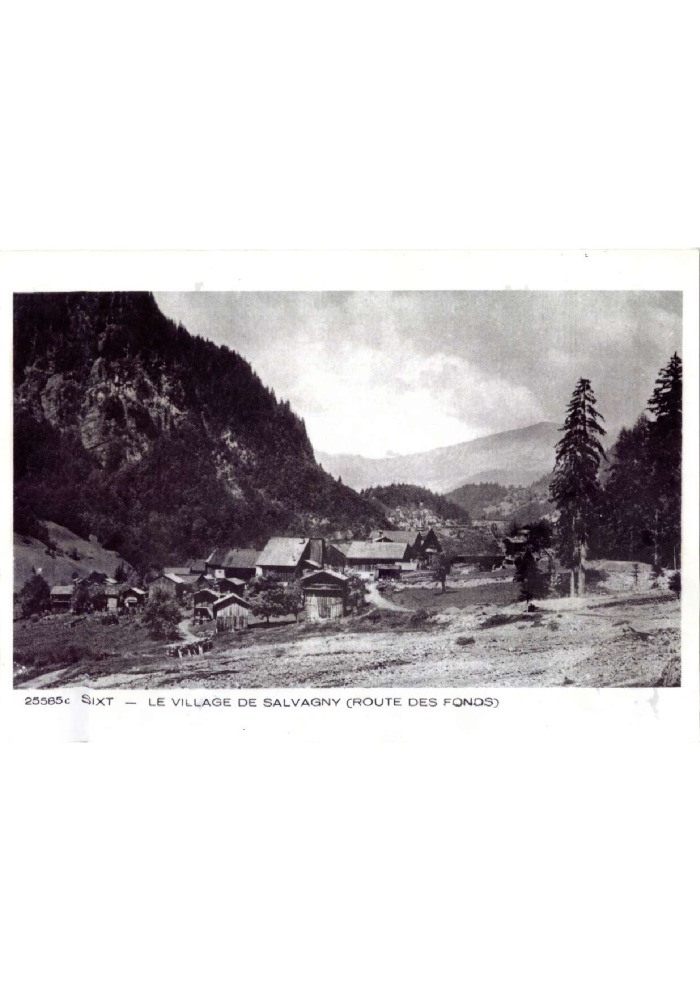 25585c SIXT — LE VILLAGE DE SALVAGNY (ROUTE DES FONDS)